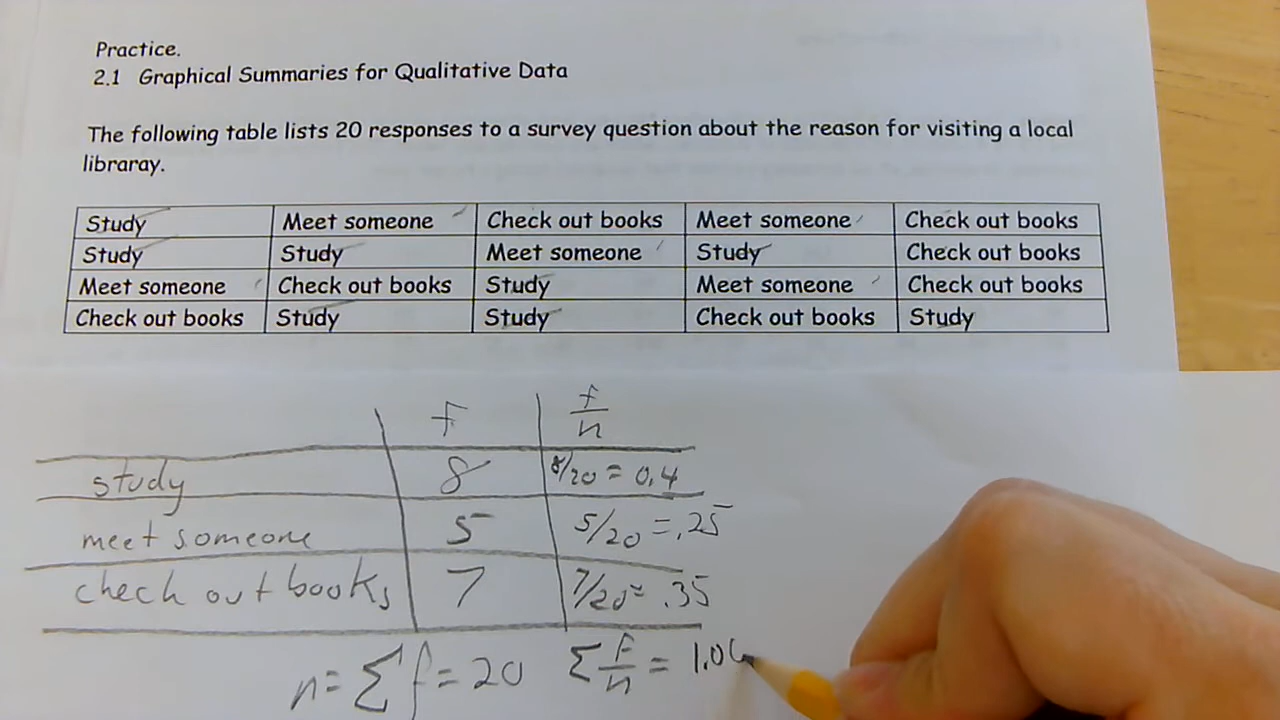 Practice.
2.1 Graphical Summaries for Qualitative Data
The following table lists 20 responses to a survey question about the reason for visiting a local
libraray.
Study Meet someone Check out books Meet someone Check out books
Study Study Meet someone Study Check out books
Meet someone Check out books Study Meet someone Check out books
Check out books Study Study Check out books Study
f f/n
study 8 8/20 = 0.4
meet someone 5 5/20 = .25
check out books 7 7/20 = .35
n = Σf = 20 Σ f/n = 1.00